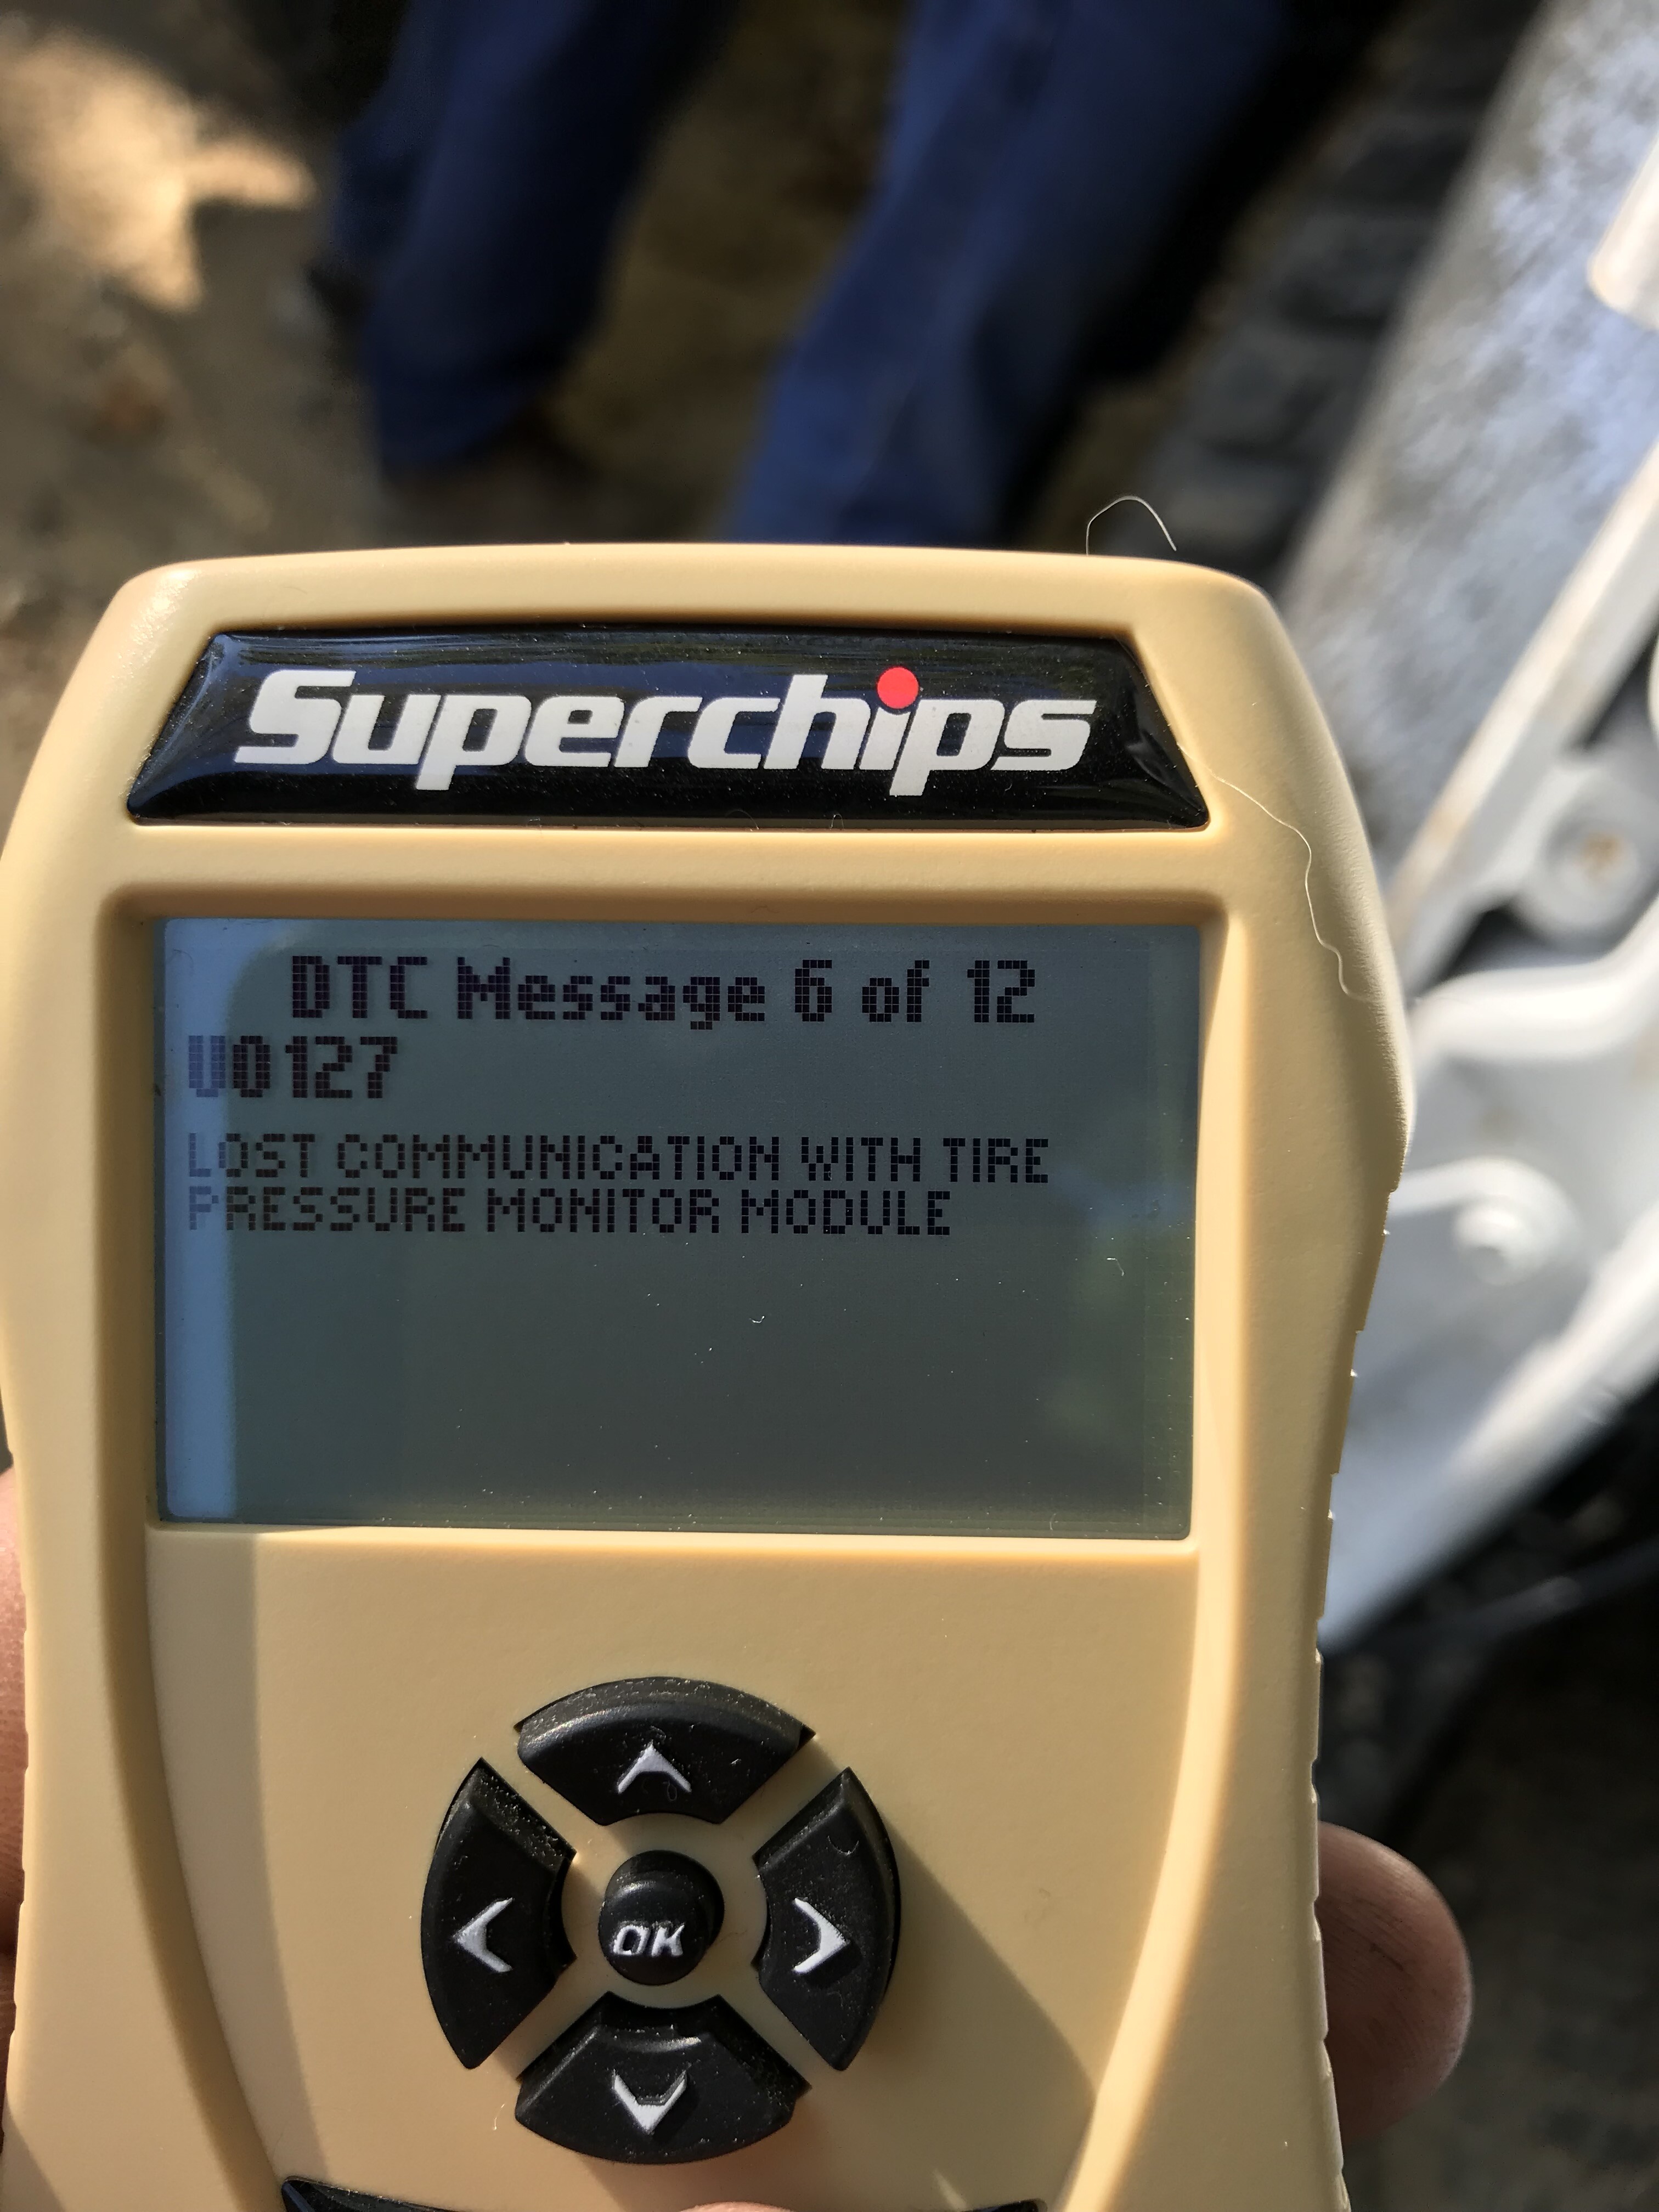 Superchips
DTC Message 6 of 12
U0127
LOST COMMUNICATION WITH TIRE
PRESSURE MONITOR MODULE
OK